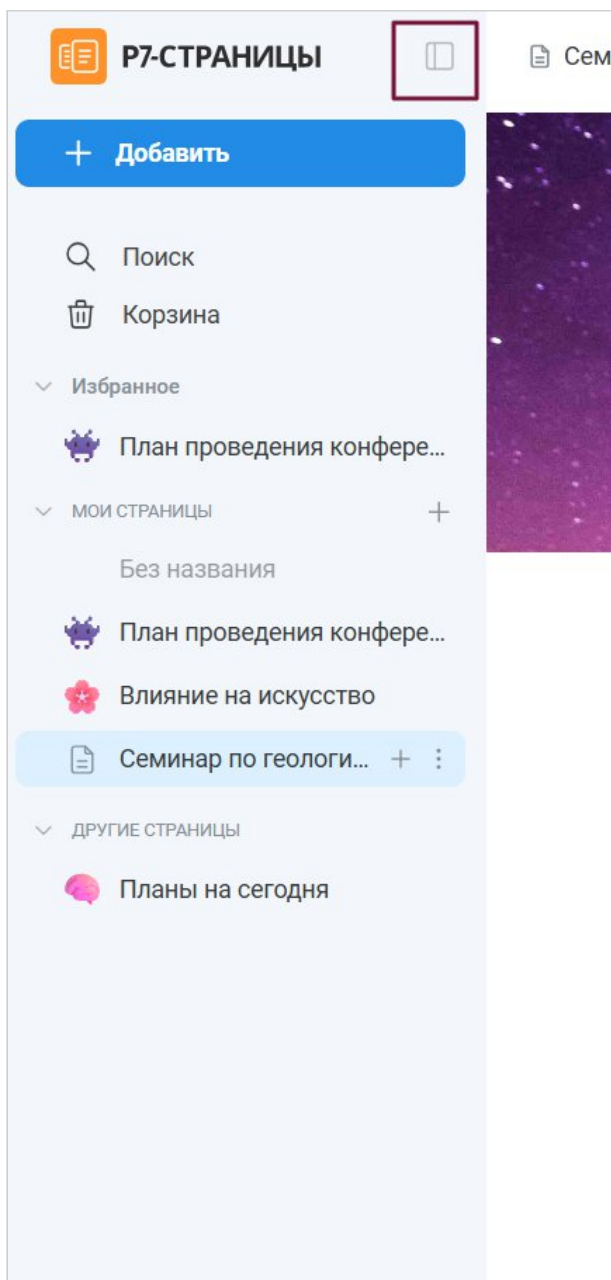 Р7-СТРАНИЦЫ
Сем
Добавить
Поиск
Корзина
Избранное
План проведения конфере...
МОИ СТРАНИЦЫ
Без названия
План проведения конфере...
Влияние на искусство
Семинар по геологи...
ДРУГИЕ СТРАНИЦЫ
Планы на сегодня